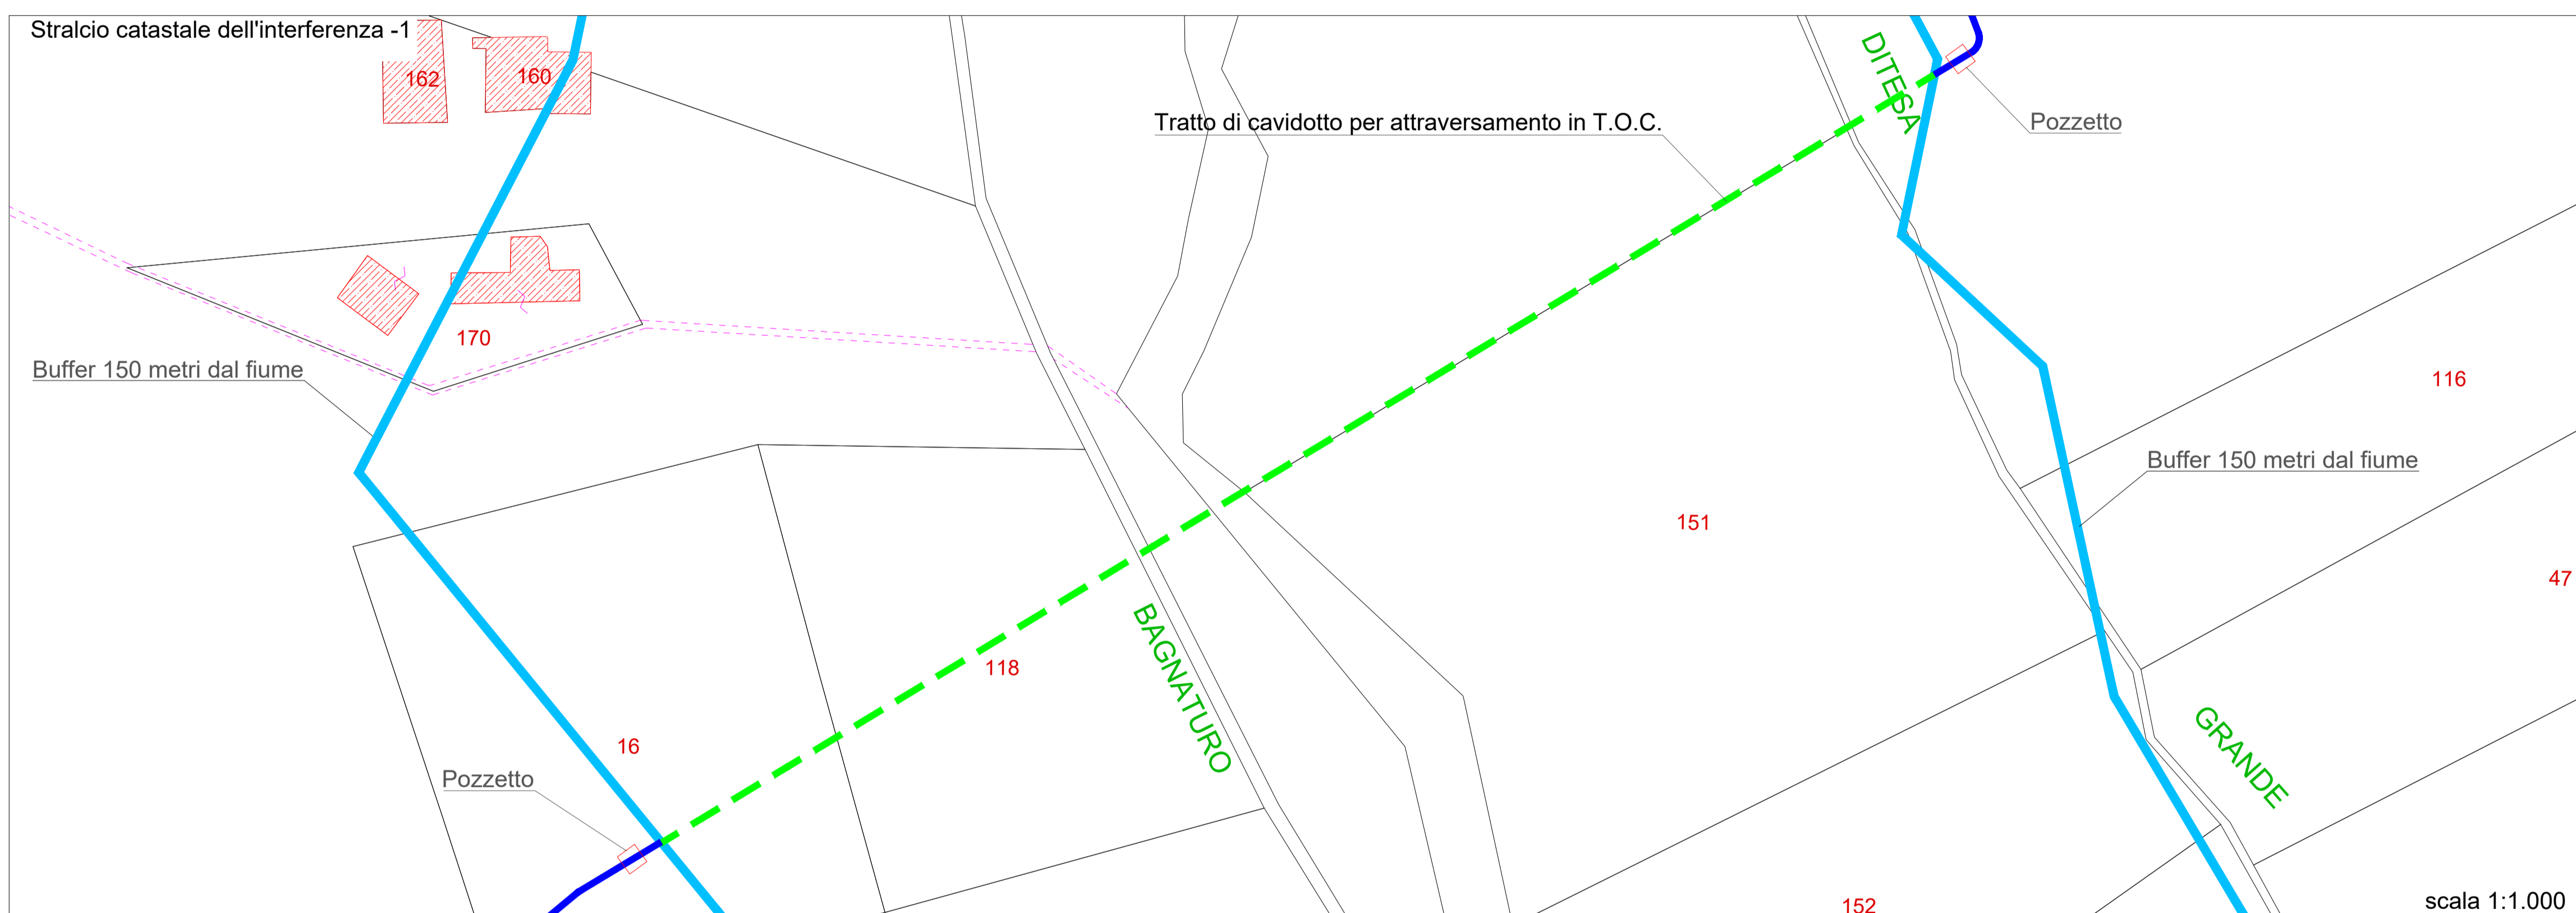 Stralcio catastale dell'interferenza -1
162
160
DITESA
Tratto di cavidotto per attraversamento in T.O.C.
Pozzetto
170
Buffer 150 metri dal fiume
116
Buffer 150 metri dal fiume
151
47
118
BAGNATURO
16
GRANDE
Pozzetto
152
scala 1:1.000